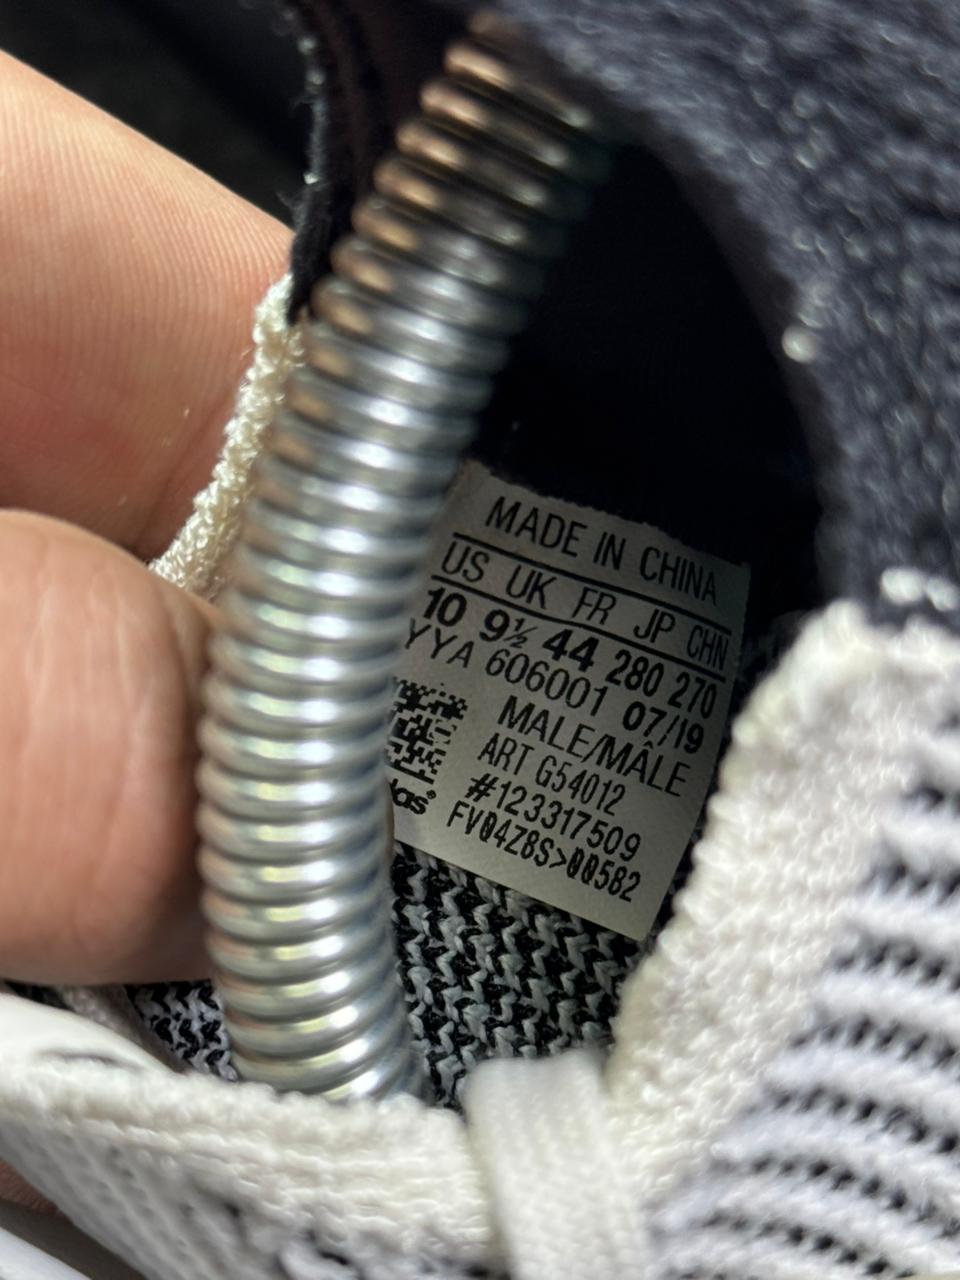 MADE IN CHINA
US UK FR JP CHN
10 9½ 44 280 270
YYA 606001 07/19
MALE/MÂLE
ART G54012
#123317509
FV04Z8S>00582